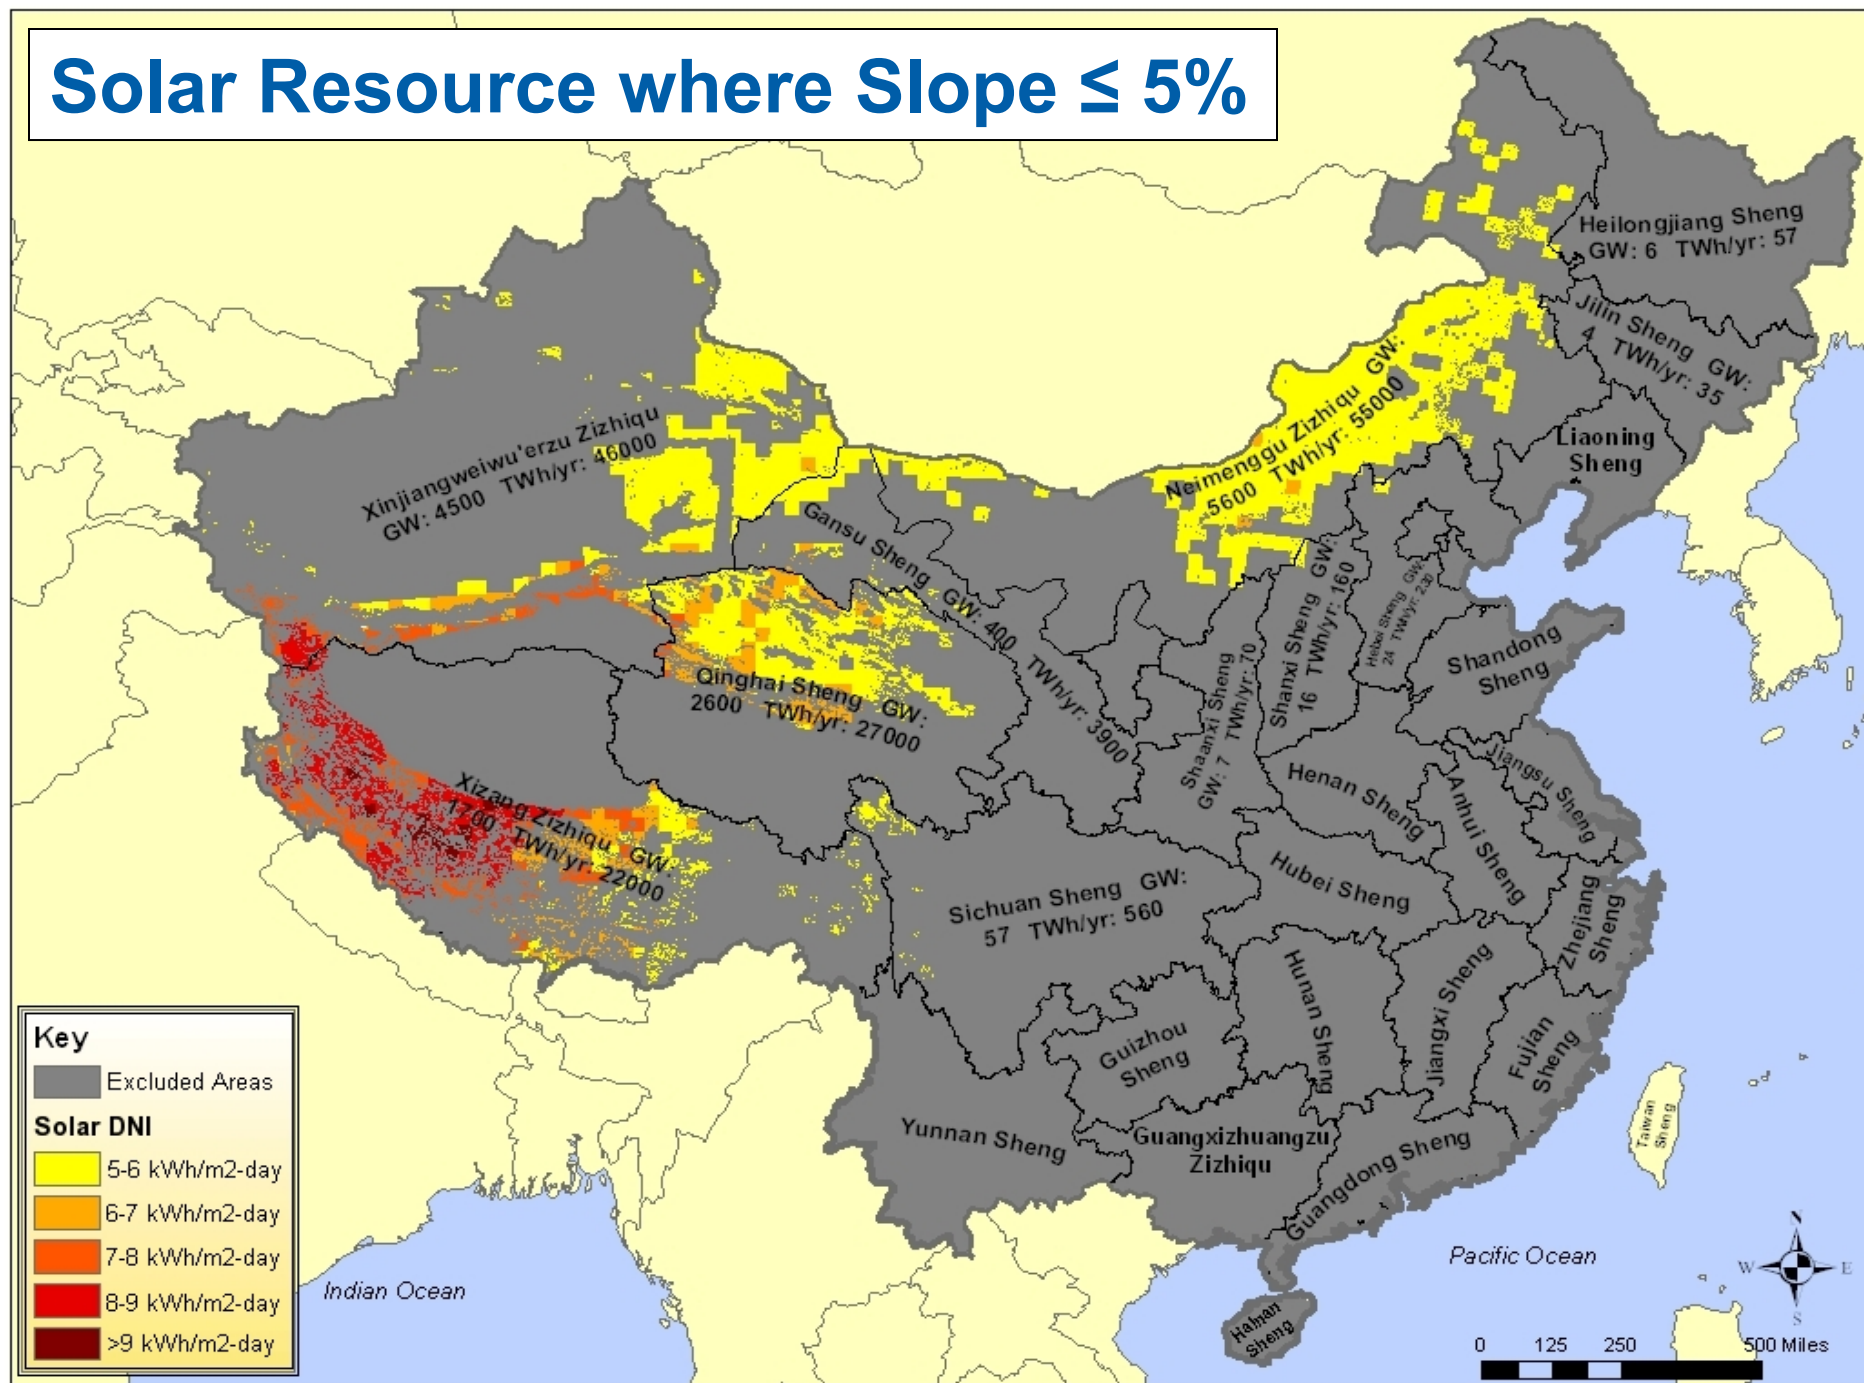 Solar Resource where Slope ≤ 5%
Heilongjiang Sheng
GW: 6 TWh/yr: 57
Jilin Sheng GW:
4 TWh/yr: 35
Liaoning
Sheng
Neimenggu Zizhiqu GW:
5600 TWh/yr: 55000
Xinjiangweiwu'erzu Zizhiqu
GW: 4500 TWh/yr: 46000
Gansu Sheng GW: 400 TWh/yr: 3900
Qinghai Sheng GW:
2600 TWh/yr: 27000
Xizang Zizhiqu GW:
1700 TWh/yr: 22000
Shaanxi Sheng
GW: 7 TWh/yr: 70
Shanxi Sheng GW:
16 TWh/yr: 160
Hebei Sheng GW:
24 TWh/yr: 230
Shandong
Sheng
Jiangsu Sheng
Henan Sheng
Anhui Sheng
Hubei Sheng
Sichuan Sheng GW:
57 TWh/yr: 560
Zhejiang
Sheng
Hunan Sheng
Jiangxi Sheng
Fujian
Sheng
Guizhou
Sheng
Yunnan Sheng
Guangxizhuangzu
Zizhiqu
Guangdong Sheng
Taiwan
Sheng
Hainan
Sheng
Indian Ocean
Pacific Ocean
Key
Excluded Areas
Solar DNI
5-6 kWh/m2-day
6-7 kWh/m2-day
7-8 kWh/m2-day
8-9 kWh/m2-day
>9 kWh/m2-day
N
W E
S
0 125 250 500 Miles